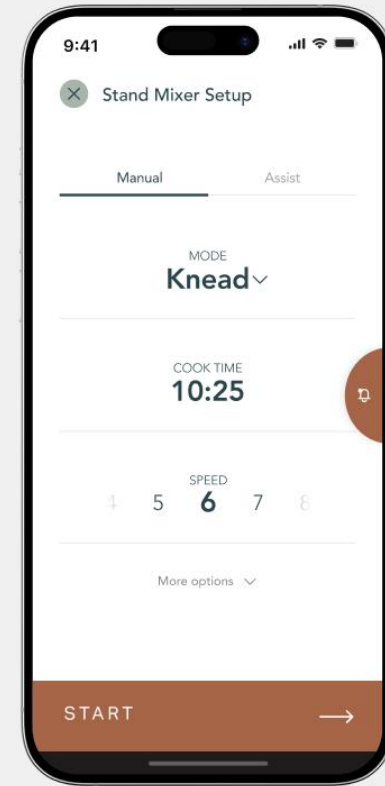 9:41
Stand Mixer Setup
Manual Assist
MODE
Knead
COOK TIME
10:25
SPEED
4 5 6 7 8
More options
START